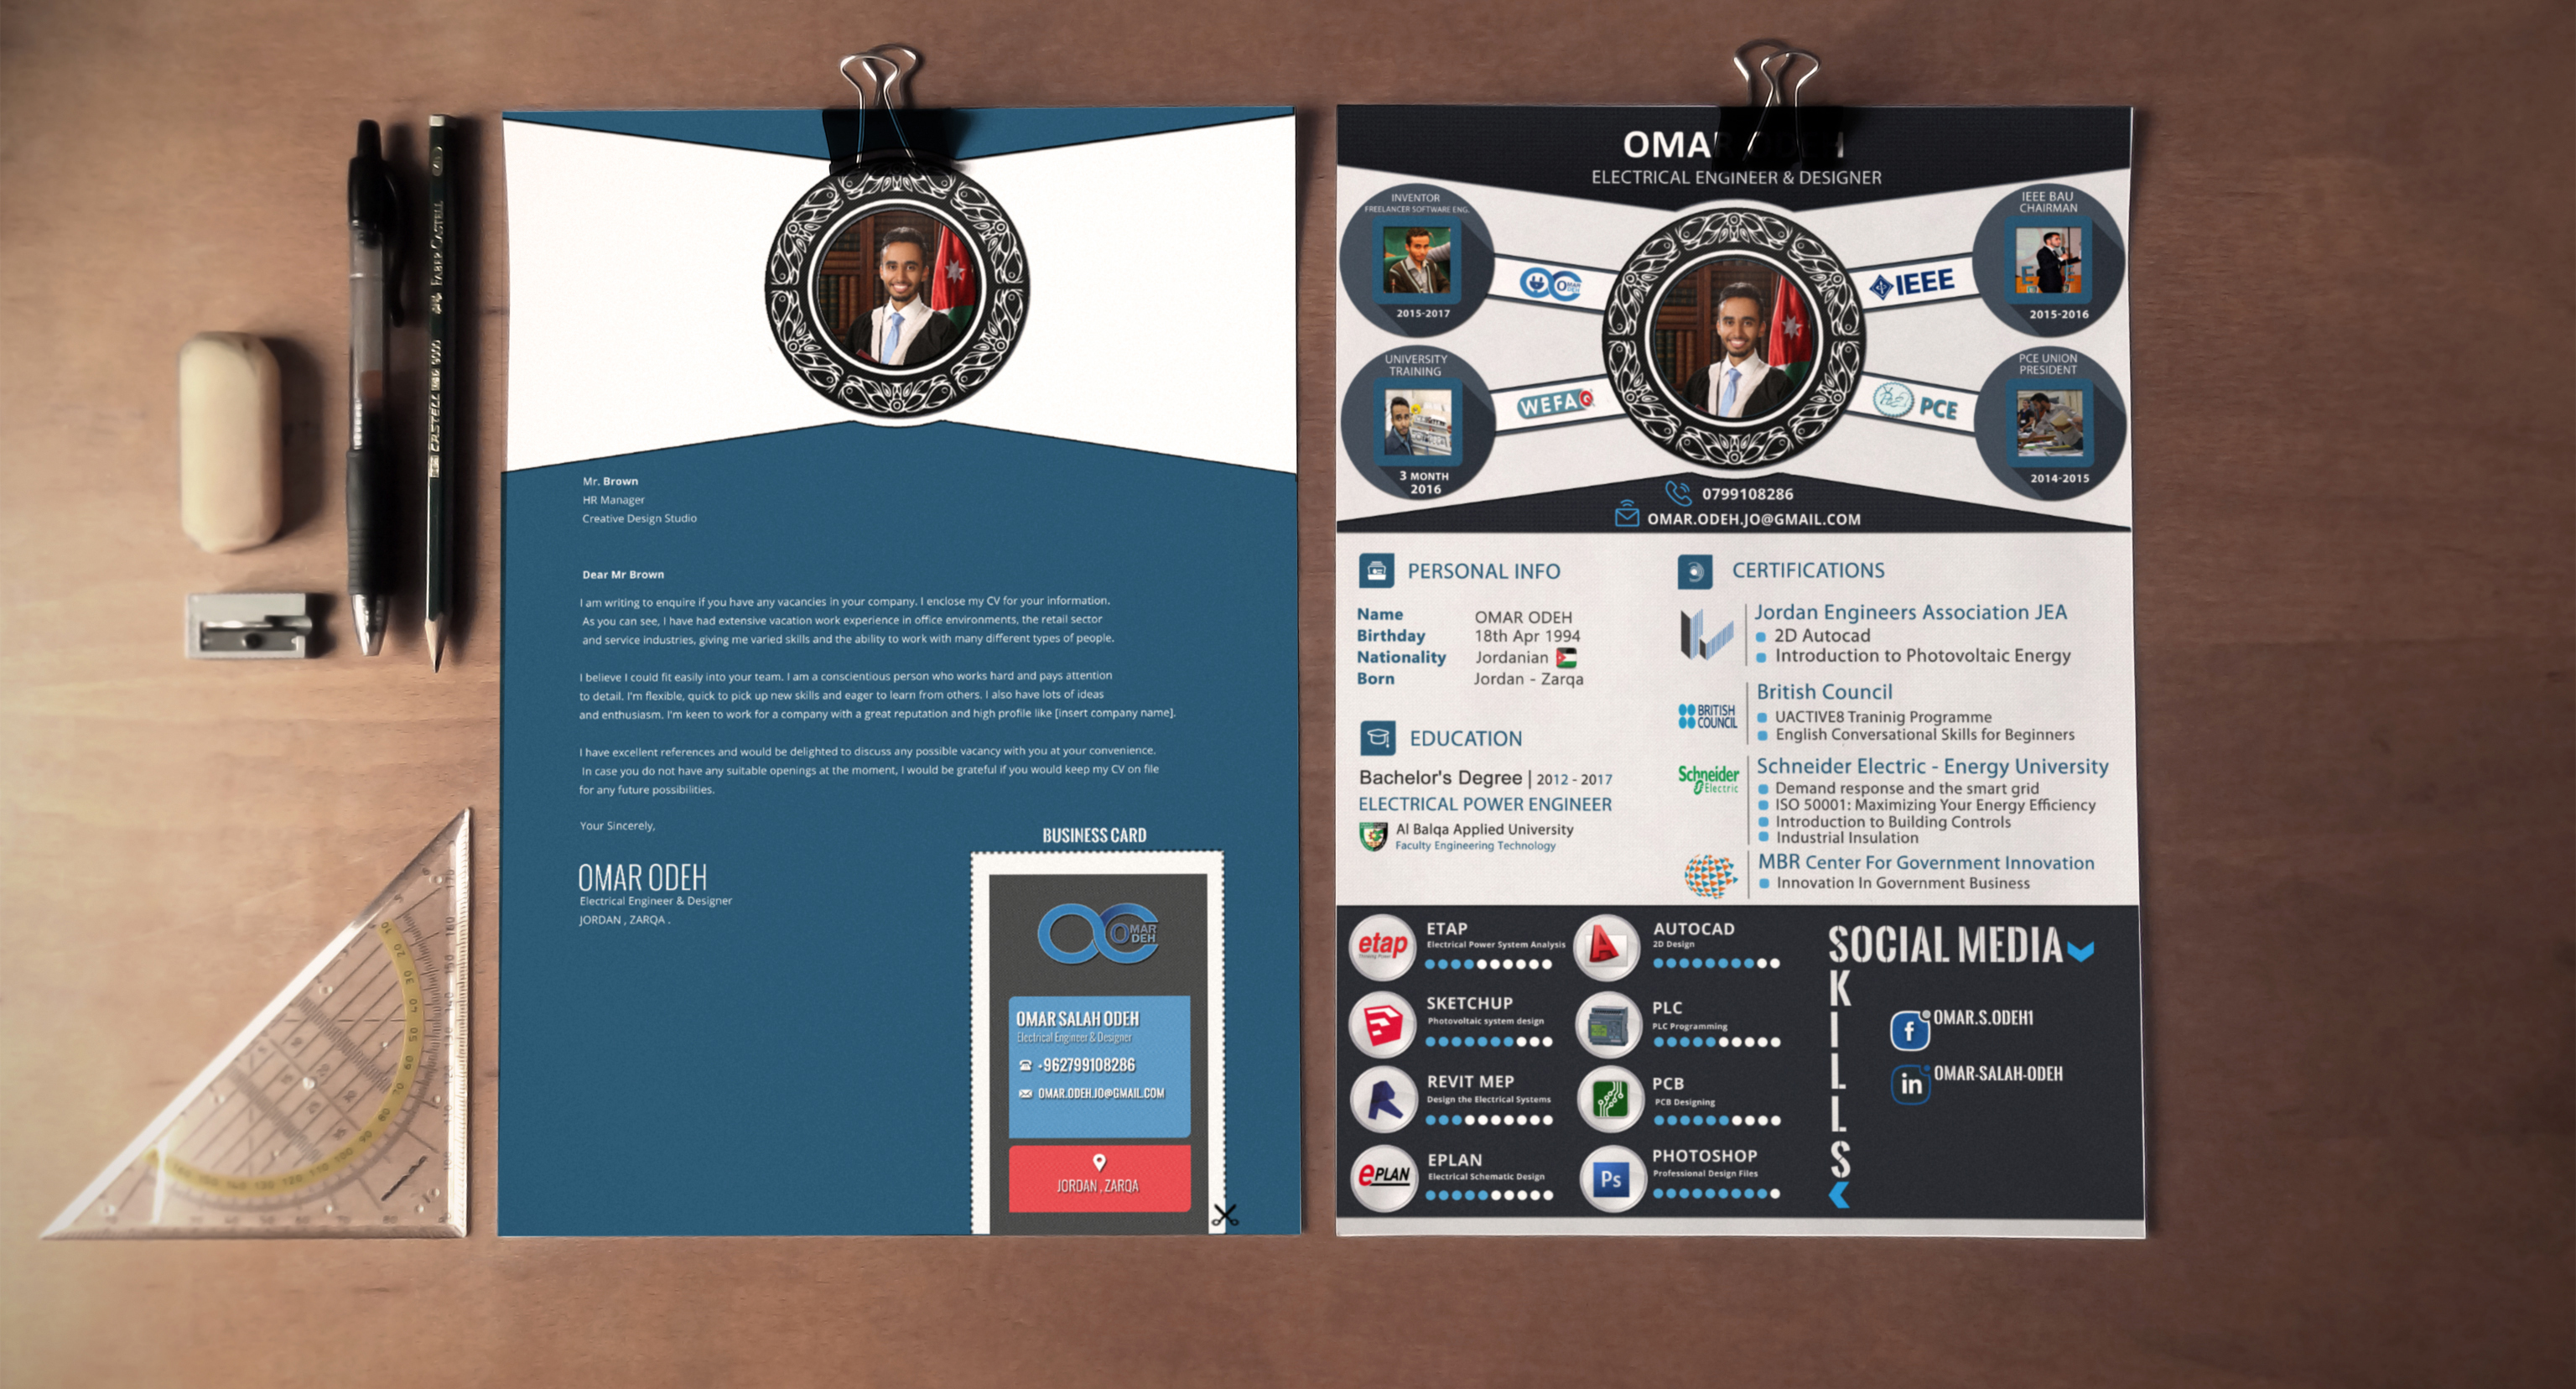 FABER-CASTELL
CASTELL 9000
Mr. Brown
HR Manager
Creative Design Studio
Dear Mr Brown
I am writing to enquire if you have any vacancies in your company. I enclose my CV for your information.
As you can see, I have had extensive vacation work experience in office environments, the retail sector
and service industries, giving me varied skills and the ability to work with many different types of people.
I believe I could fit easily into your team. I am a conscientious person who works hard and pays attention
to detail. I'm flexible, quick to pick up new skills and eager to learn from others. I also have lots of ideas
and enthusiasm. I'm keen to work for a company with a great reputation and high profile like [insert company name].
I have excellent references and would be delighted to discuss any possible vacancy with you at your convenience.
In case you do not have any suitable openings at the moment, I would be grateful if you would keep my CV on file
for any future possibilities.
Your Sincerely,
OMAR ODEH
Electrical Engineer & Designer
JORDAN , ZARQA .
BUSINESS CARD
OMAR
ODEH
OMAR SALAH ODEH
Electrical Engineer & Designer
+962799108286
OMAR.ODEH.JO@GMAIL.COM
JORDAN , ZARQA
OMAR ODEH
ELECTRICAL ENGINEER & DESIGNER
INVENTOR
FREELANCER SOFTWARE ENG.
2015-2017
OMAR
ODEH
IEEE
IEEE BAU
CHAIRMAN
2015-2016
UNIVERSITY
TRAINING
3 MONTH
2016
WEFA
PCE
PCE UNION
PRESIDENT
2014-2015
0799108286
OMAR.ODEH.JO@GMAIL.COM
PERSONAL INFO
Name OMAR ODEH
Birthday 18th Apr 1994
Nationality Jordanian
Born Jordan - Zarqa
EDUCATION
Bachelor's Degree | 2012 - 2017
ELECTRICAL POWER ENGINEER
Al Balqa Applied University
Faculty Engineering Technology
CERTIFICATIONS
Jordan Engineers Association JEA
2D Autocad
Introduction to Photovoltaic Energy
BRITISH
COUNCIL
British Council
UACTIVE8 Traninig Programme
English Conversational Skills for Beginners
Schneider
Electric
Schneider Electric - Energy University
Demand response and the smart grid
ISO 50001: Maximizing Your Energy Efficiency
Introduction to Building Controls
Industrial Insulation
MBR Center For Government Innovation
Innovation In Government Business
etap
ETAP
Electrical Power System Analysis
AUTOCAD
2D Design
SKETCHUP
Photovoltaic system design
PLC
PLC Programming
REVIT MEP
Design the Electrical Systems
PCB
PCB Designing
ePLAN
EPLAN
Electrical Schematic Design
Ps
PHOTOSHOP
Professional Design Files
SOCIAL MEDIA
SKILLS
f
OMAR.S.ODEH1
in
OMAR-SALAH-ODEH